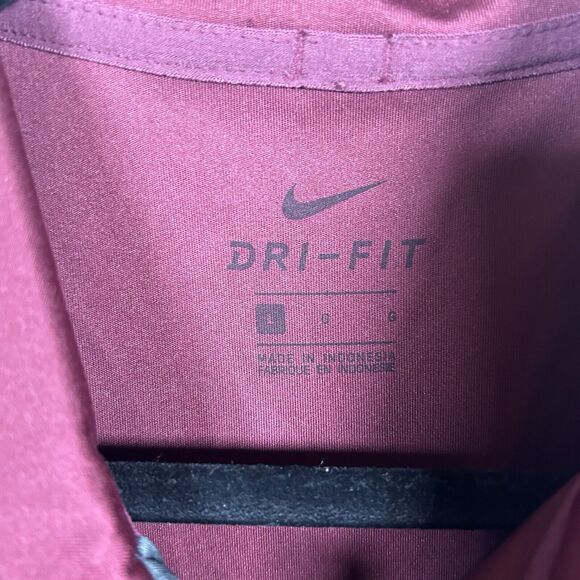 DRI-FIT
L G G
MADE IN INDONESIA
FABRIQUE EN INDONESIE